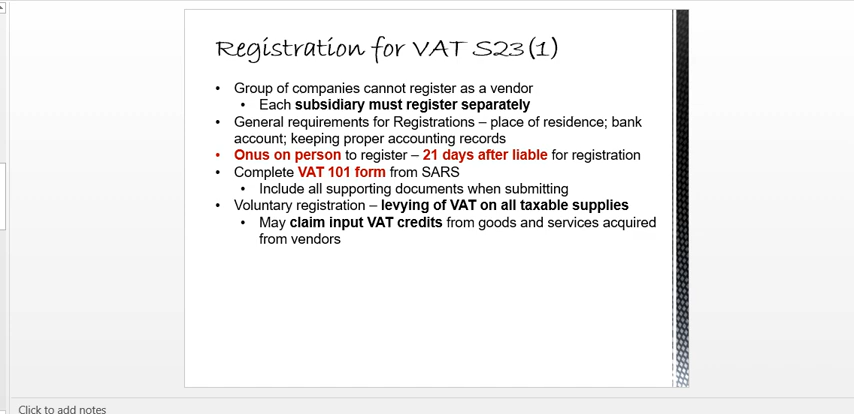 Registration for VAT S23(1)
• Group of companies cannot register as a vendor
• Each subsidiary must register separately
• General requirements for Registrations – place of residence; bank
account; keeping proper accounting records
• Onus on person to register – 21 days after liable for registration
• Complete VAT 101 form from SARS
• Include all supporting documents when submitting
• Voluntary registration – levying of VAT on all taxable supplies
• May claim input VAT credits from goods and services acquired
from vendors
Click to add notes